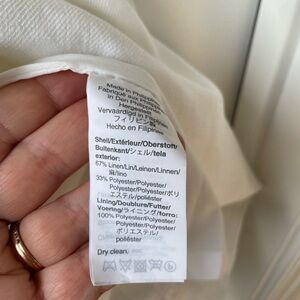 Made in Philippines
Fabriqué aux Philippines
In Den Philippinen
Hergestellt
Vervaardigd in Filipijnen
フィリピン製
Hecho en Filipinas
Shell/Extérieur/Oberstoff/
Buitenkant/シェル/tela
exterior:
67% Linen/Lin/Leinen/Linnen/
麻/lino
33% Polyester/Polyester/
Polyester/Polyester/ポリ
エステル/poliéster
Lining/Doublure/Futter/
Voering/ライニング/forro:
100% Polyester/Polyester/
Polyester/Polyester/
ポリエステル/
poliéster
Dry clean.